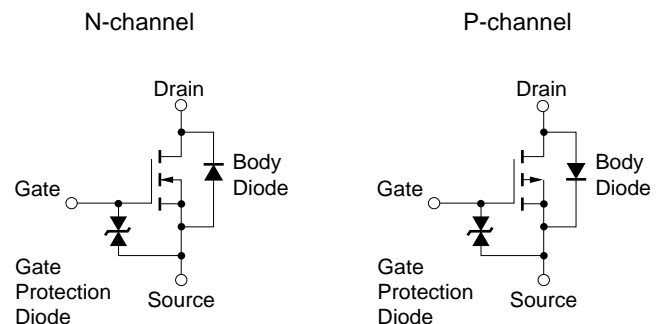 N-channel
Drain
Body
Diode
Gate
Gate
Protection
Diode
Source
P-channel
Drain
Body
Diode
Gate
Gate
Protection
Diode
Source